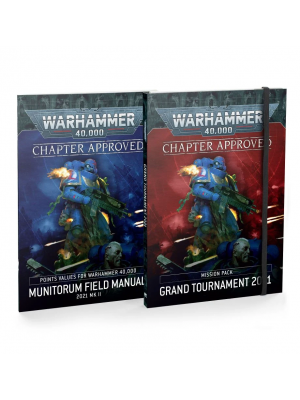 WARHAMMER
40,000
CHAPTER APPROVED
POINTS VALUES FOR WARHAMMER 40,000
MUNITORUM FIELD MANUAL
2021 MK II
WARHAMMER
40,000
CHAPTER APPROVED
MISSION PACK
GRAND TOURNAMENT 2021